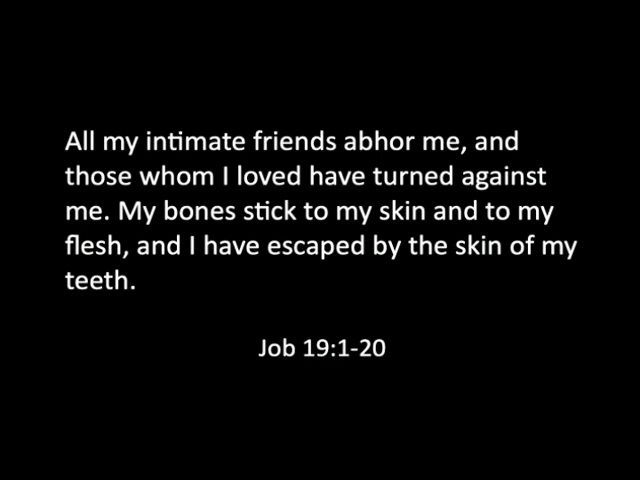 All my intimate friends abhor me, and
those whom I loved have turned against
me. My bones stick to my skin and to my
flesh, and I have escaped by the skin of my
teeth.
Job 19:1-20